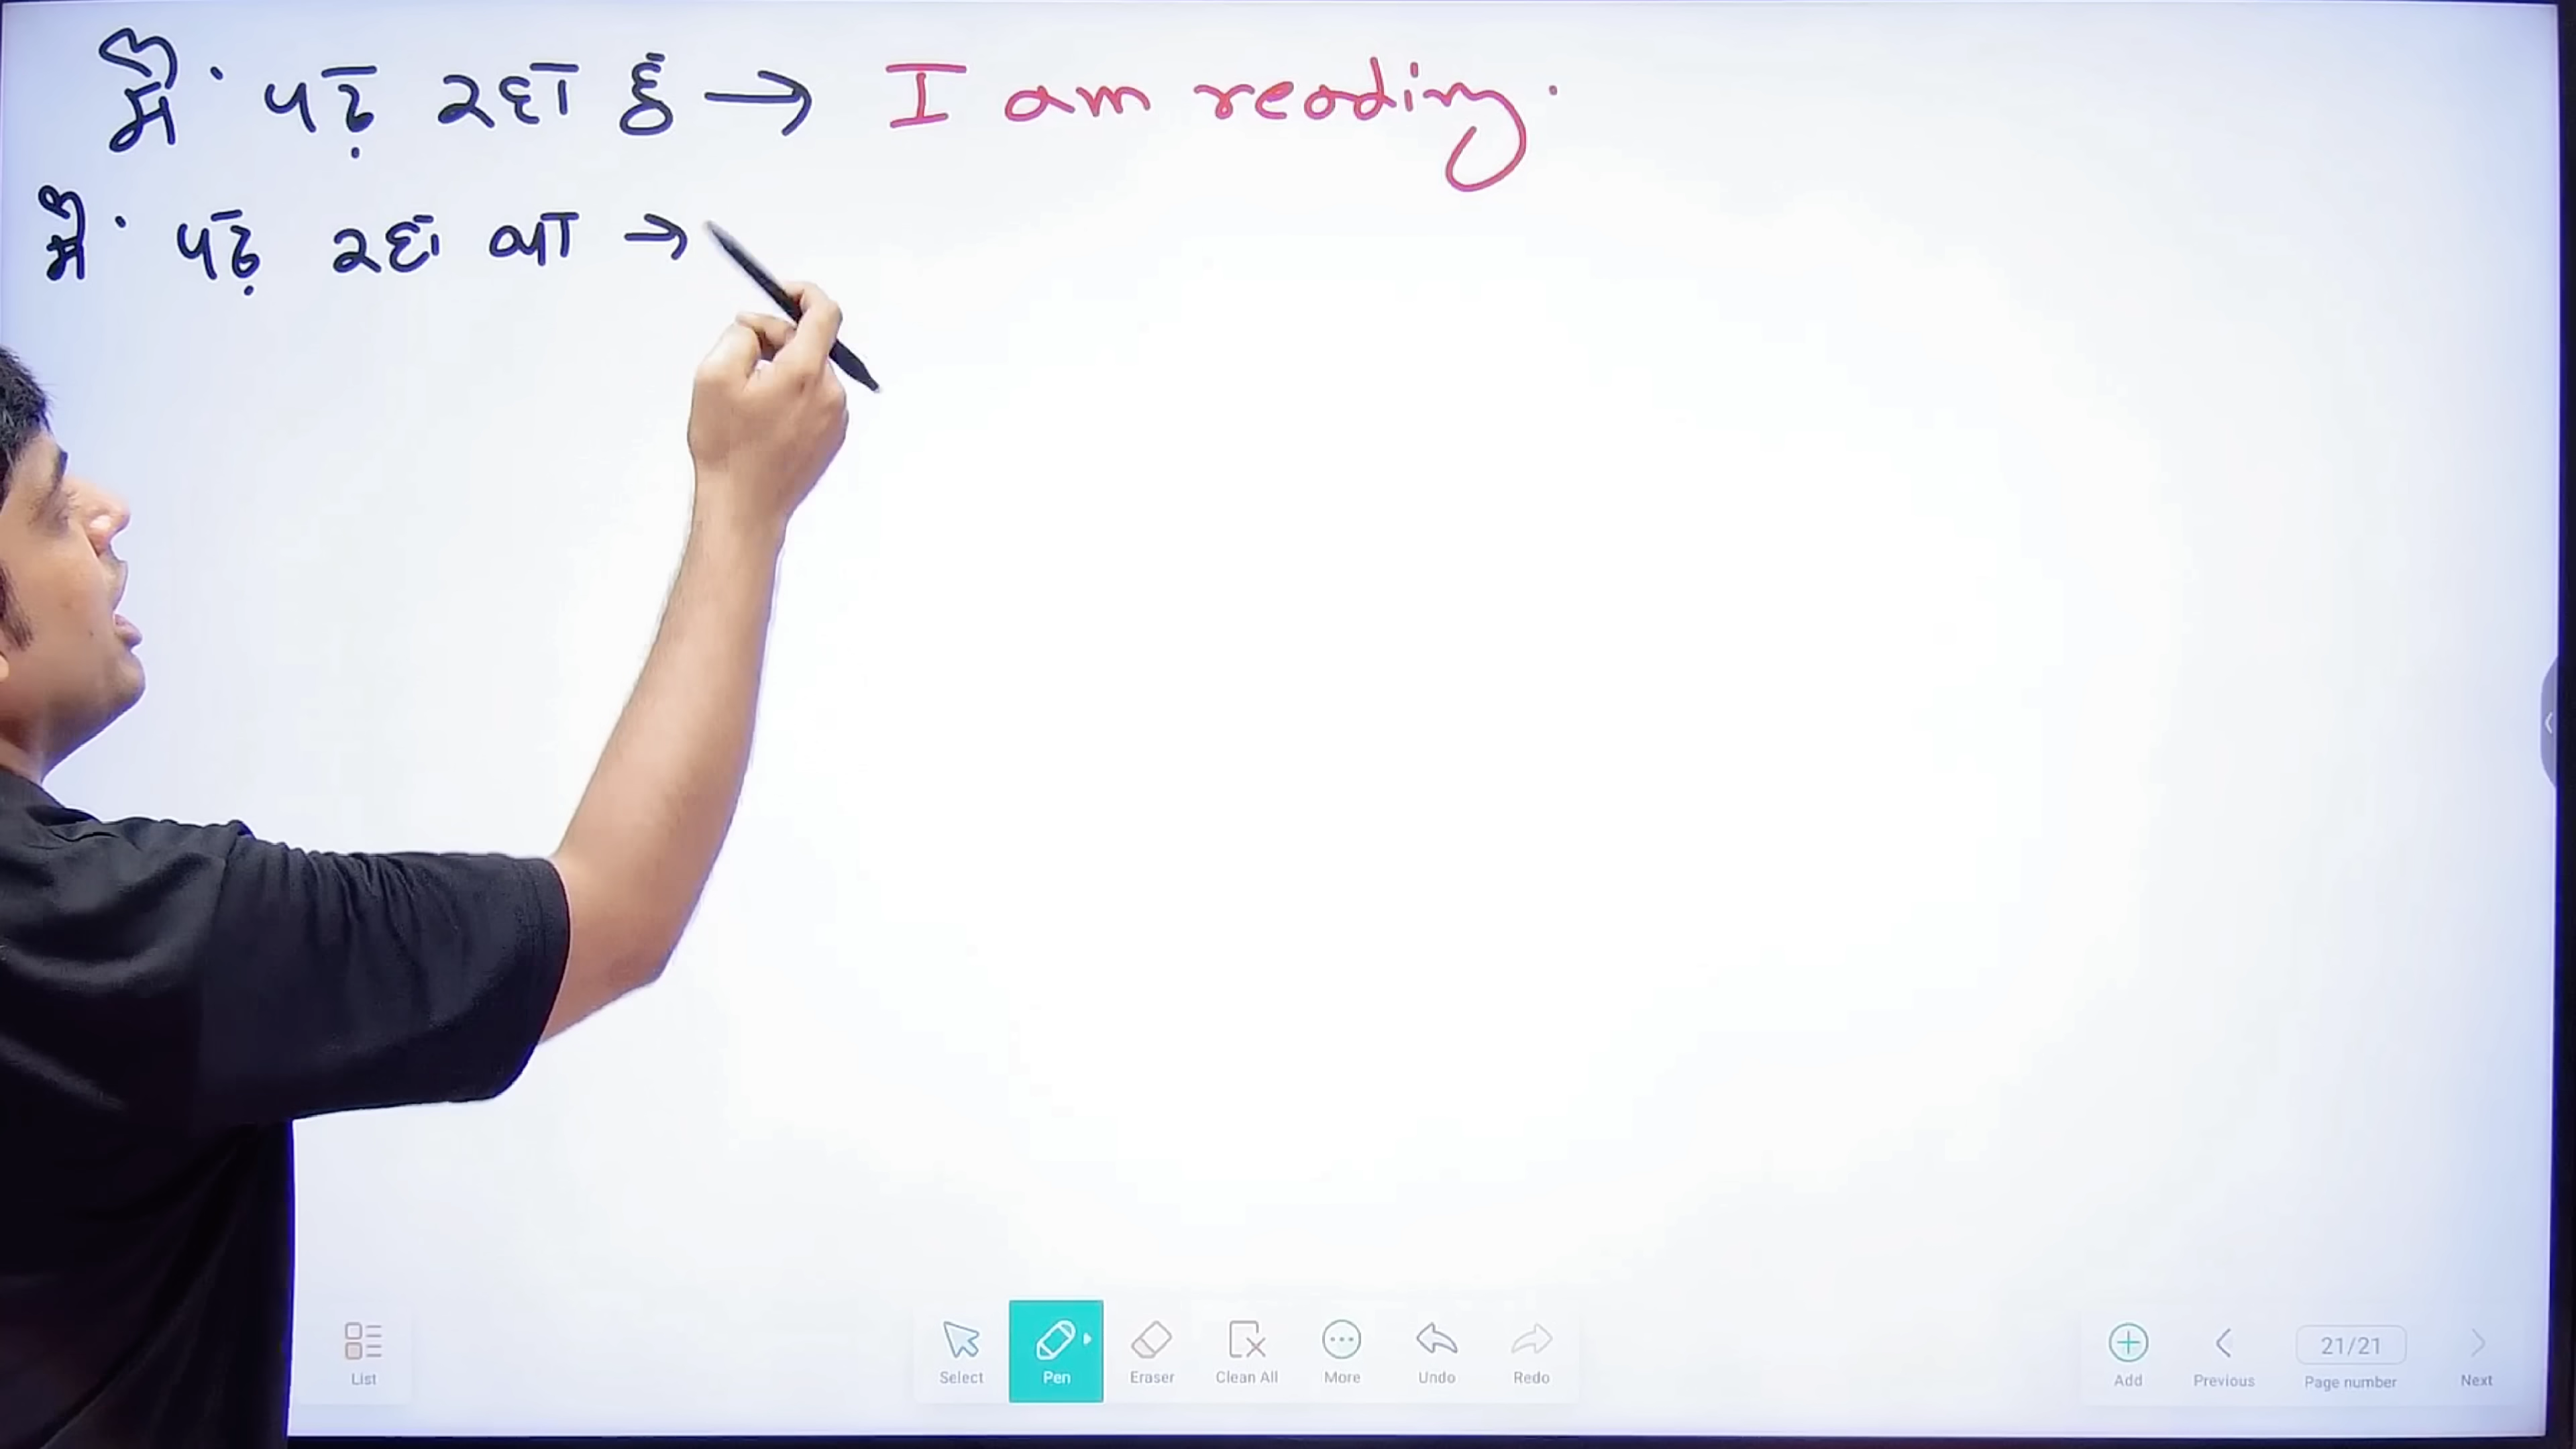 मैं पढ़ रहा हूँ → I am reading.
मैं पढ़ रहा था →
List
Select Pen Eraser Clean All More Undo Redo
Add Previous 21/21 Page number Next